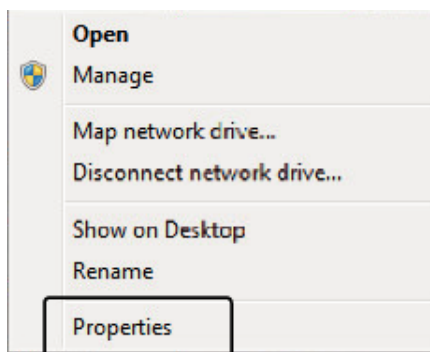 Open
Manage
Map network drive...
Disconnect network drive...
Show on Desktop
Rename
Properties